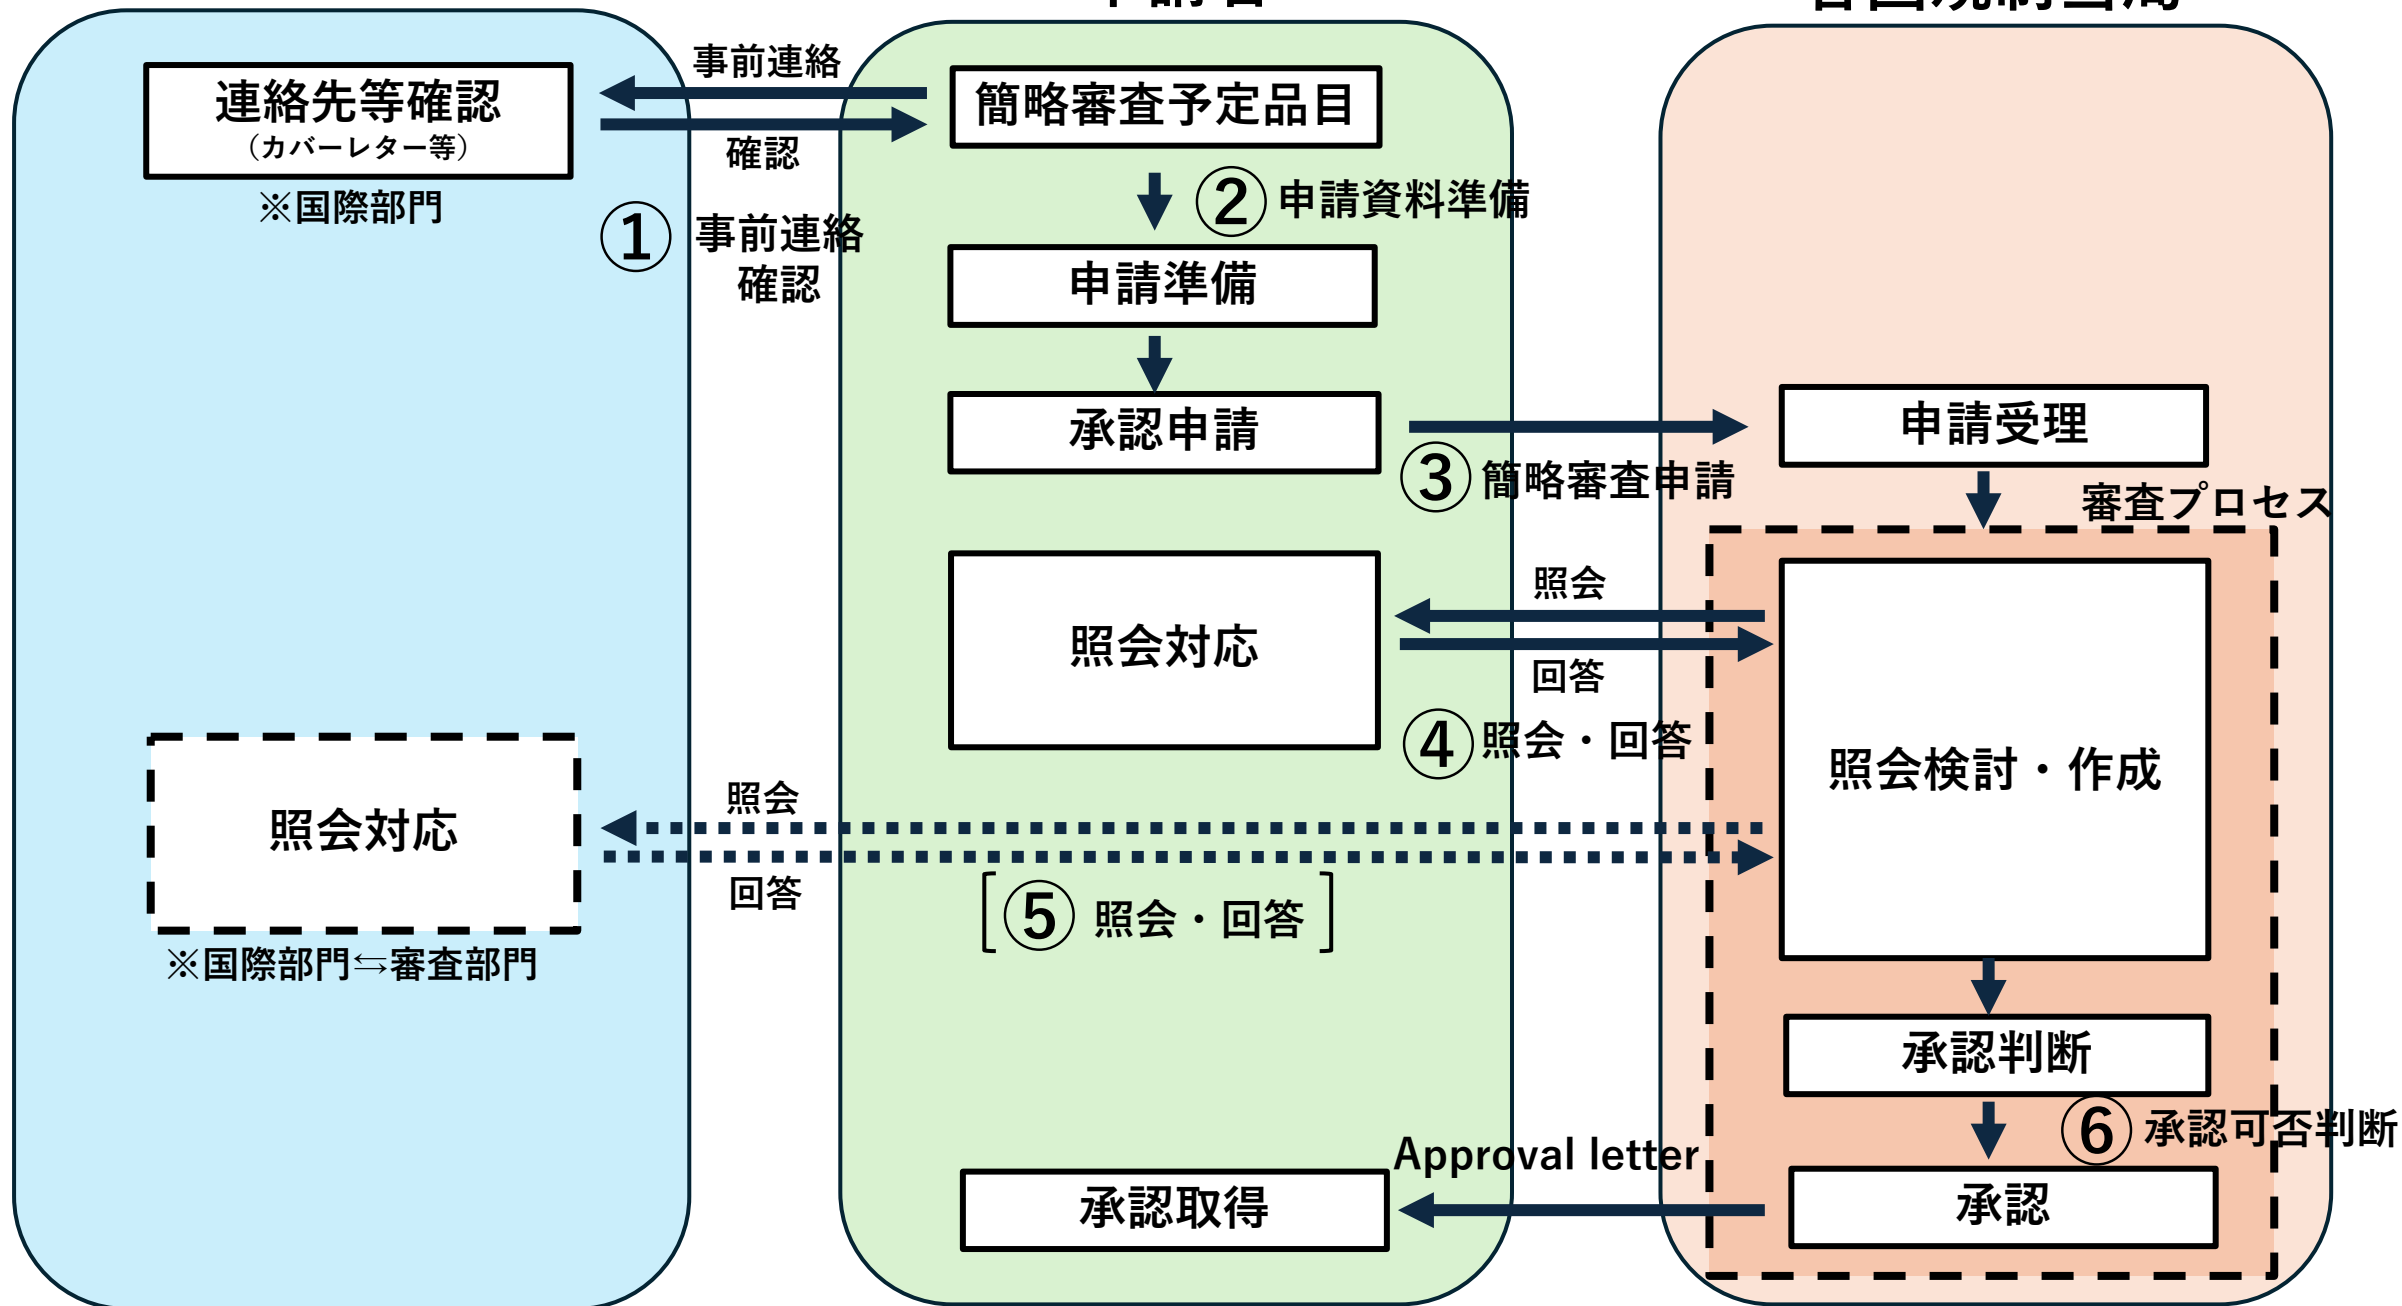 事前連絡
連絡先等確認
（カバーレター等）
※国際部門
確認
① 事前連絡
確認
簡略審査予定品目
② 申請資料準備
申請準備
承認申請
申請受理
③ 簡略審査申請
審査プロセス
照会
照会対応
回答
④ 照会・回答
照会検討・作成
照会
照会対応
回答
⑤ 照会・回答
※国際部門⇆審査部門
承認判断
⑥ 承認可否判断
Approval letter
承認取得
承認